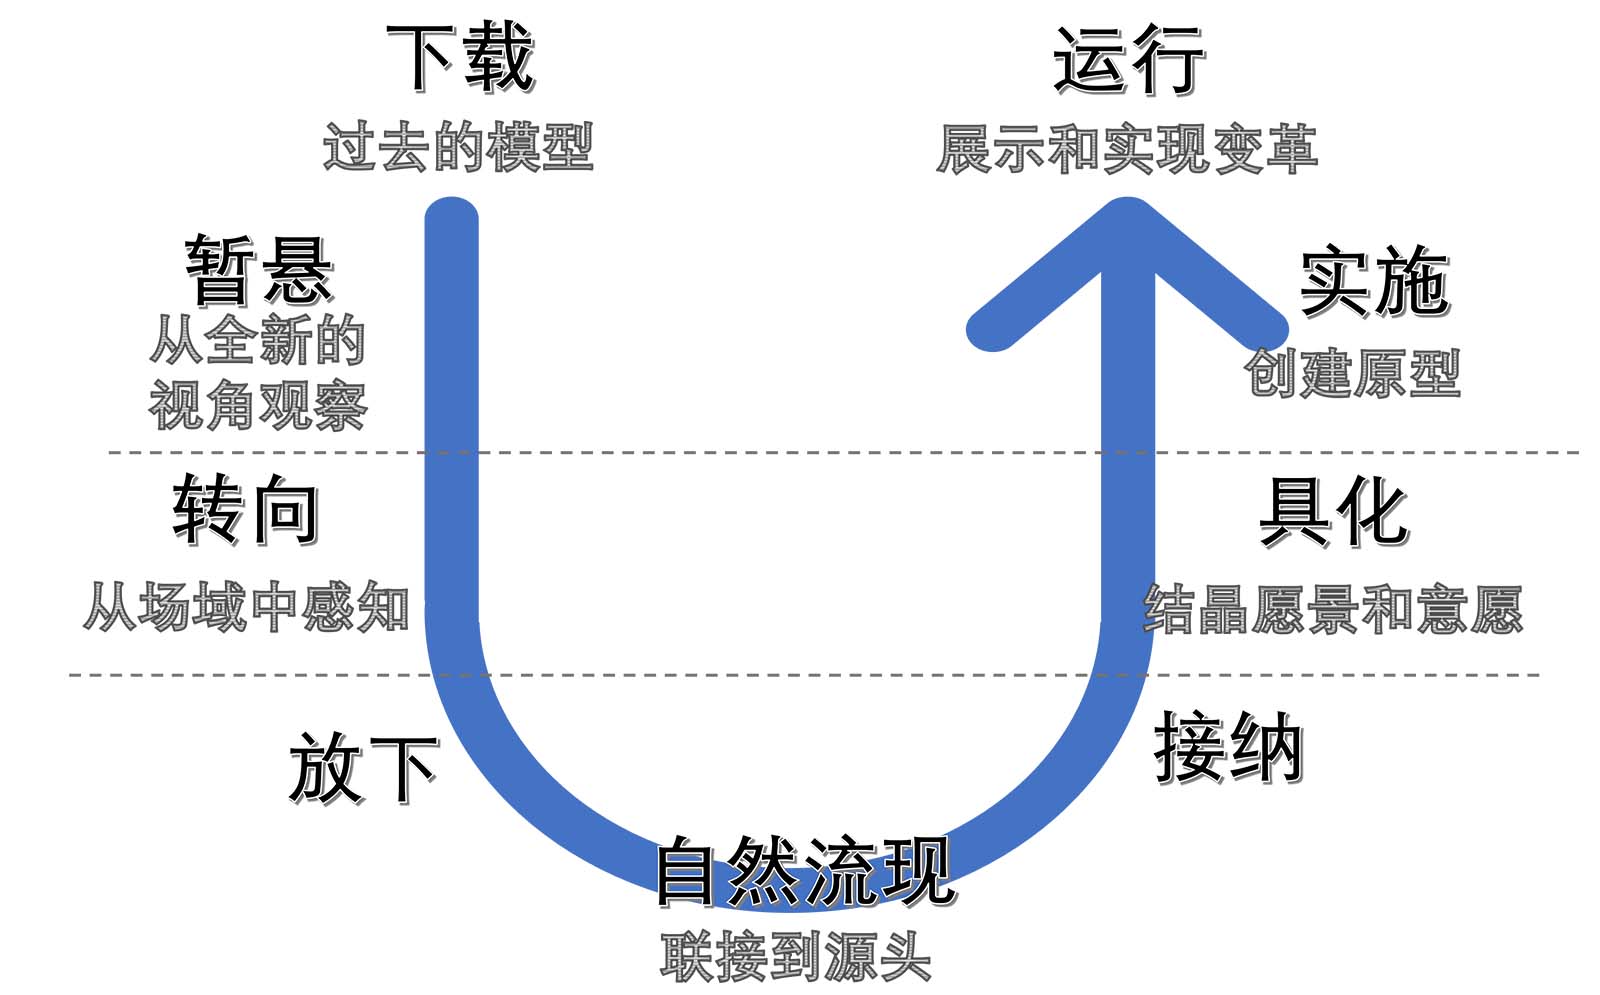 下载
过去的模型
运行
展示和实现变革
暂悬
从全新的
视角观察
实施
创建原型
转向
从场域中感知
具化
结晶愿景和意愿
放下
接纳
自然流现
联接到源头